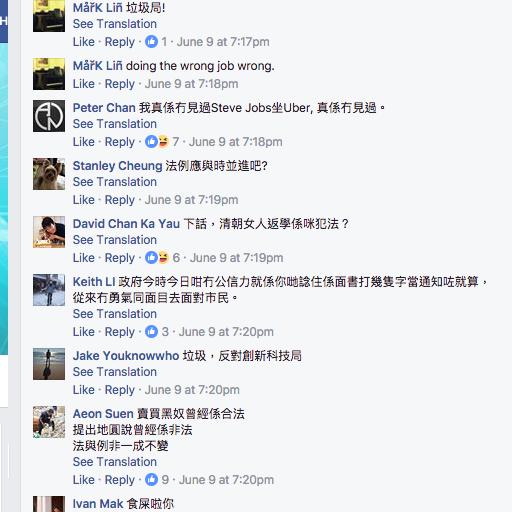 H
MåřK Liñ 垃圾局!
See Translation
Like · Reply · 1 · June 9 at 7:17pm
MåřK Liñ doing the wrong job wrong.
Like · Reply · June 9 at 7:18pm
Peter Chan 我真係冇見過Steve Jobs坐Uber, 真係冇見過。
See Translation
Like · Reply · 7 · June 9 at 7:18pm
Stanley Cheung 法例應與時並進吧?
See Translation
Like · Reply · June 9 at 7:19pm
David Chan Ka Yau 下話，清朝女人返學係咪犯法？
See Translation
Like · Reply · 6 · June 9 at 7:19pm
Keith LI 政府今時今日咁冇公信力就係你哋諗住係面書打幾隻字當通知咗就算，
從來冇勇氣同面目去面對市民。
See Translation
Like · Reply · 3 · June 9 at 7:20pm
Jake Youknowwho 垃圾，反對創新科技局
See Translation
Like · Reply · June 9 at 7:20pm
Aeon Suen 賣買黑奴曾經係合法
提出地圓說曾經係非法
法與例非一成不變
See Translation
Like · Reply · 9 · June 9 at 7:20pm
Ivan Mak 食屎啦你